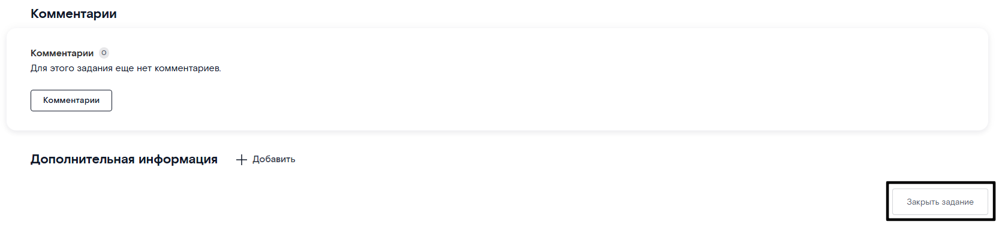 Комментарии
Комментарии 0
Для этого задания еще нет комментариев.
Комментарии
Дополнительная информация + Добавить
Закрыть задание